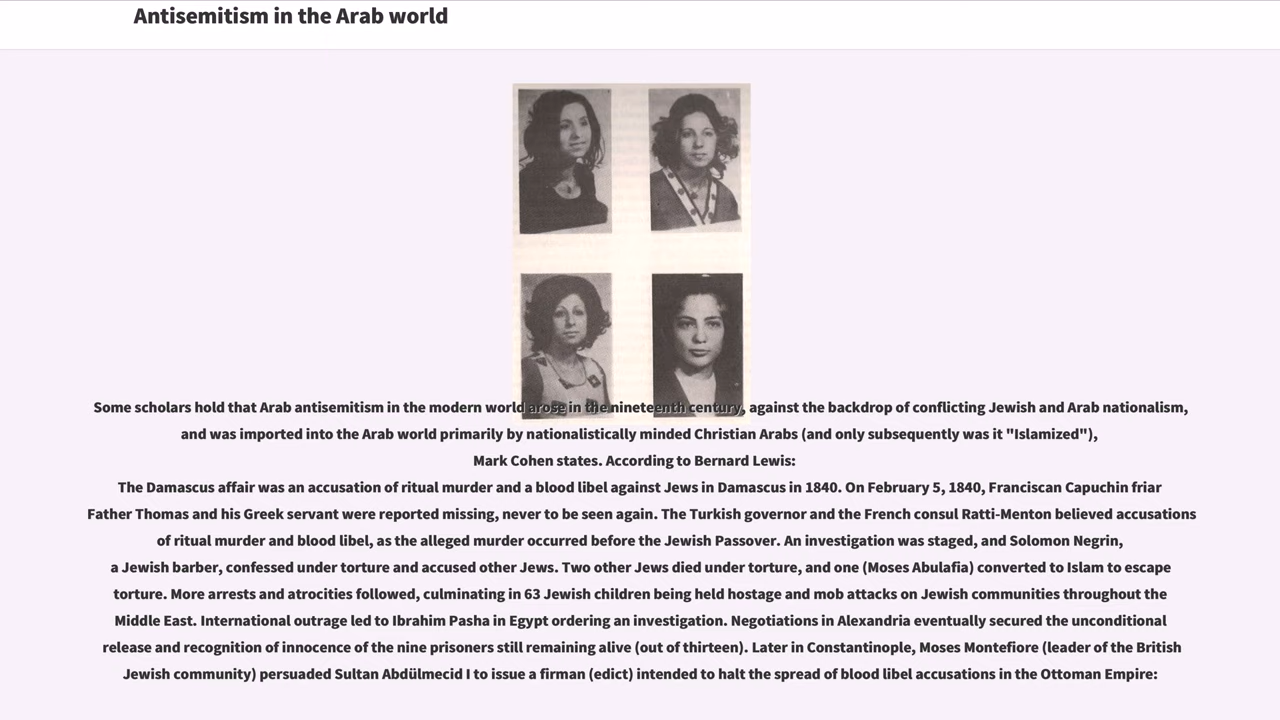 Antisemitism in the Arab world
Some scholars hold that Arab antisemitism in the modern world arose in the nineteenth century, against the backdrop of conflicting Jewish and Arab nationalism,
and was imported into the Arab world primarily by nationalistically minded Christian Arabs (and only subsequently was it "Islamized"),
Mark Cohen states. According to Bernard Lewis:
The Damascus affair was an accusation of ritual murder and a blood libel against Jews in Damascus in 1840. On February 5, 1840, Franciscan Capuchin friar
Father Thomas and his Greek servant were reported missing, never to be seen again. The Turkish governor and the French consul Ratti-Menton believed accusations
of ritual murder and blood libel, as the alleged murder occurred before the Jewish Passover. An investigation was staged, and Solomon Negrin,
a Jewish barber, confessed under torture and accused other Jews. Two other Jews died under torture, and one (Moses Abulafia) converted to Islam to escape
torture. More arrests and atrocities followed, culminating in 63 Jewish children being held hostage and mob attacks on Jewish communities throughout the
Middle East. International outrage led to Ibrahim Pasha in Egypt ordering an investigation. Negotiations in Alexandria eventually secured the unconditional
release and recognition of innocence of the nine prisoners still remaining alive (out of thirteen). Later in Constantinople, Moses Montefiore (leader of the British
Jewish community) persuaded Sultan Abdülmecid I to issue a firman (edict) intended to halt the spread of blood libel accusations in the Ottoman Empire: